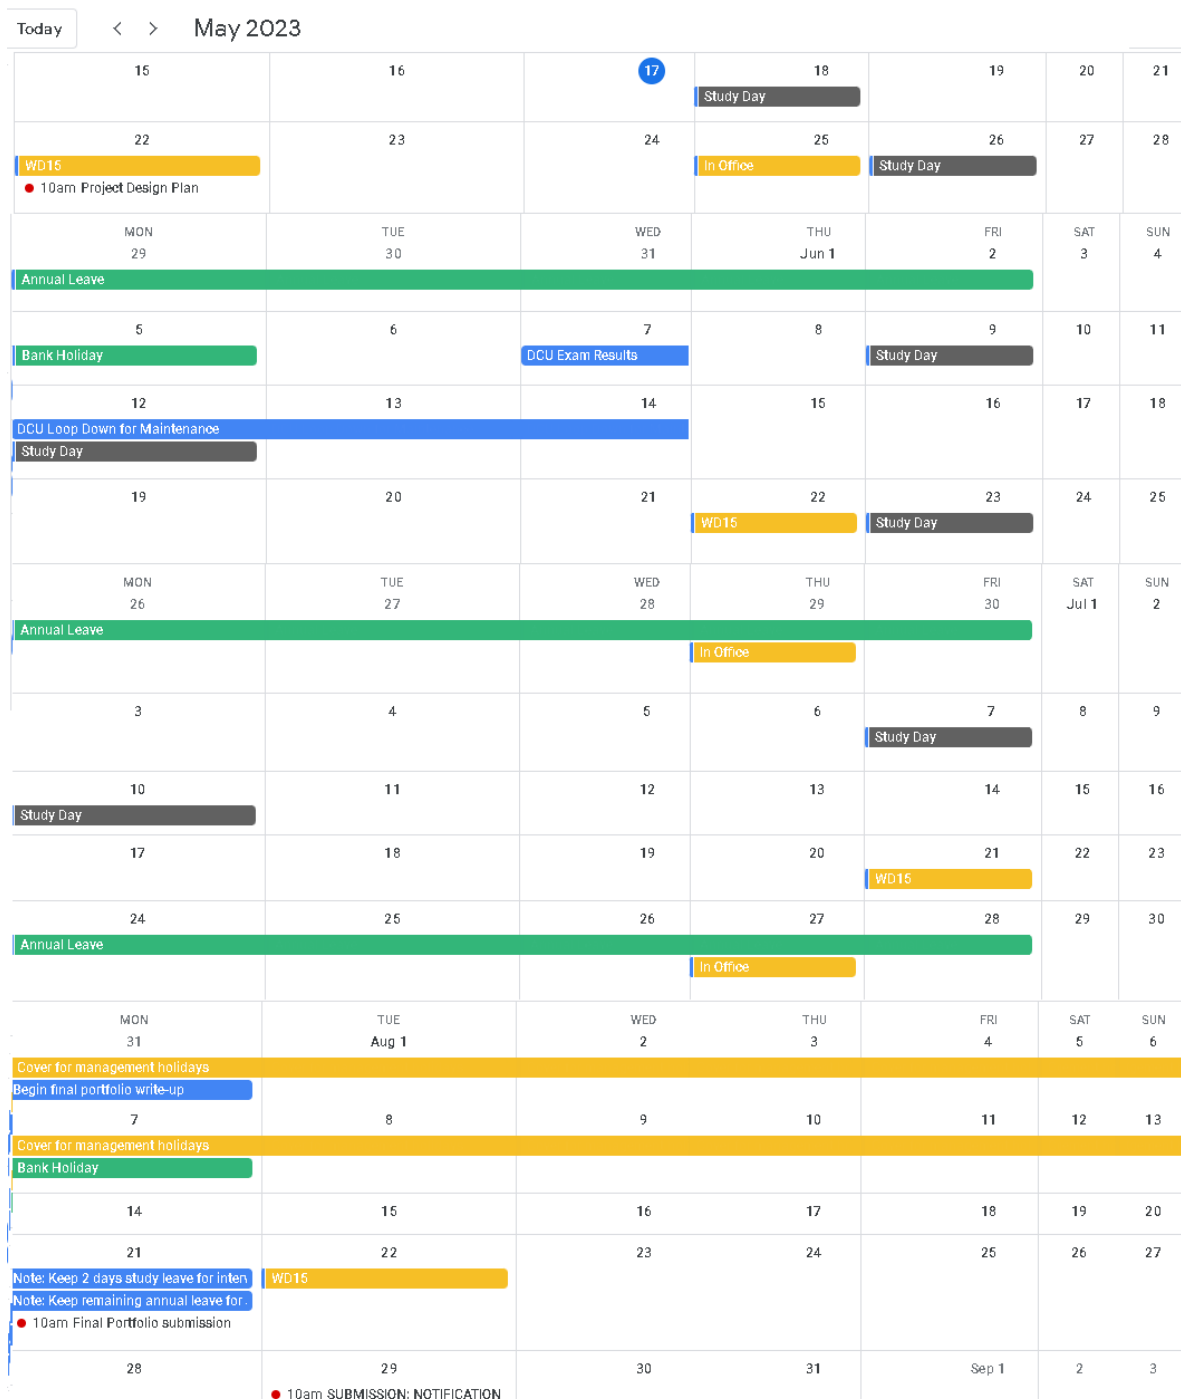 Today < > May 2023
15 16 17 18 19 20 21
Study Day
22 23 24 25 26 27 28
WD15 In Office Study Day
10am Project Design Plan
MON TUE WED THU FRI SAT SUN
29 30 31 Jun 1 2 3 4
Annual Leave
5 6 7 8 9 10 11
Bank Holiday DCU Exam Results Study Day
12 13 14 15 16 17 18
DCU Loop Down for Maintenance
Study Day
19 20 21 22 23 24 25
WD15 Study Day
MON TUE WED THU FRI SAT SUN
26 27 28 29 30 Jul 1 2
Annual Leave
In Office
3 4 5 6 7 8 9
Study Day
10 11 12 13 14 15 16
Study Day
17 18 19 20 21 22 23
WD15
24 25 26 27 28 29 30
Annual Leave
In Office
MON TUE WED THU FRI SAT SUN
31 Aug 1 2 3 4 5 6
Cover for management holidays
Begin final portfolio write-up
7 8 9 10 11 12 13
Cover for management holidays
Bank Holiday
14 15 16 17 18 19 20
21 22 23 24 25 26 27
Note: Keep 2 days study leave for interv WD15
Note: Keep remaining annual leave for
10am Final Portfolio submission
28 29 30 31 Sep 1 2 3
10am SUBMISSION: NOTIFICATION